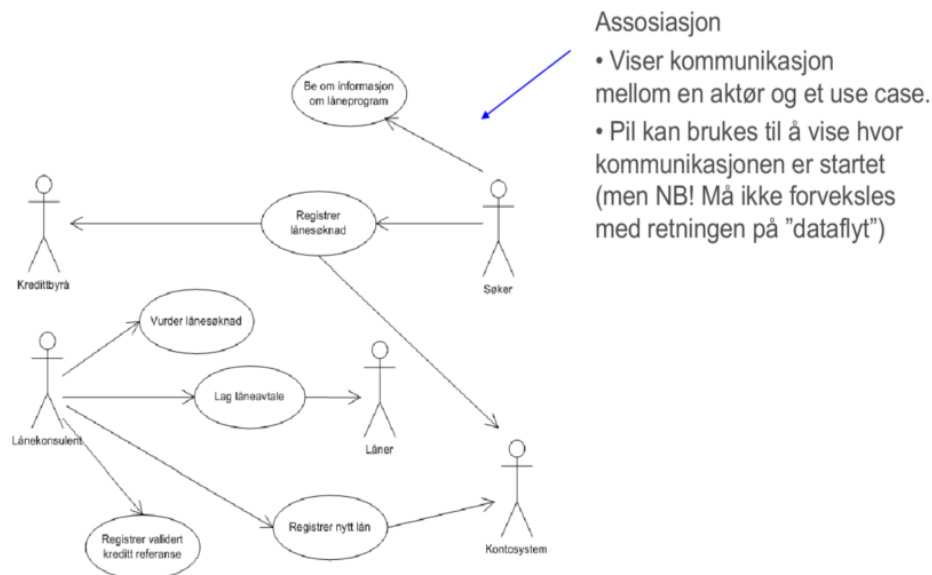 Assosiasjon
• Viser kommunikasjon
mellom en aktør og et use case.
• Pil kan brukes til å vise hvor
kommunikasjonen er startet
(men NB! Må ikke forveksles
med retningen på ”dataflyt”)
Be om informasjon
om låneprogram
Registrer
lånesøknad
Kredittbyrå
Søker
Vurder lånesøknad
Lag låneavtale
Lånekonsulent
Låner
Registrer nytt lån
Kontosystem
Registrer validert
kreditt referanse